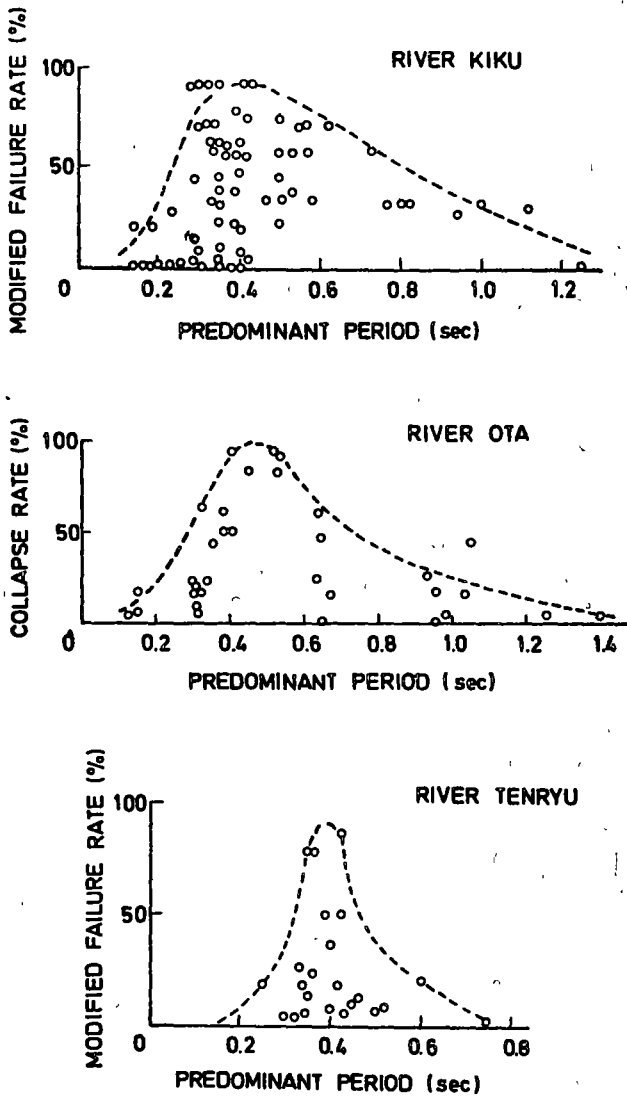 RIVER KIKU
MODIFIED FAILURE RATE (%)
100
50
0
0.2 0.4 0.6 0.8 1.0 1.2
PREDOMINANT PERIOD (sec)
RIVER OTA
COLLAPSE RATE (%)
100
50
0
0.2 0.4 0.6 0.8 1.0 1.2 1.4
PREDOMINANT PERIOD (sec)
RIVER TENRYU
MODIFIED FAILURE RATE (%)
100
50
0
0.2 0.4 0.6 0.8
PREDOMINANT PERIOD (sec)